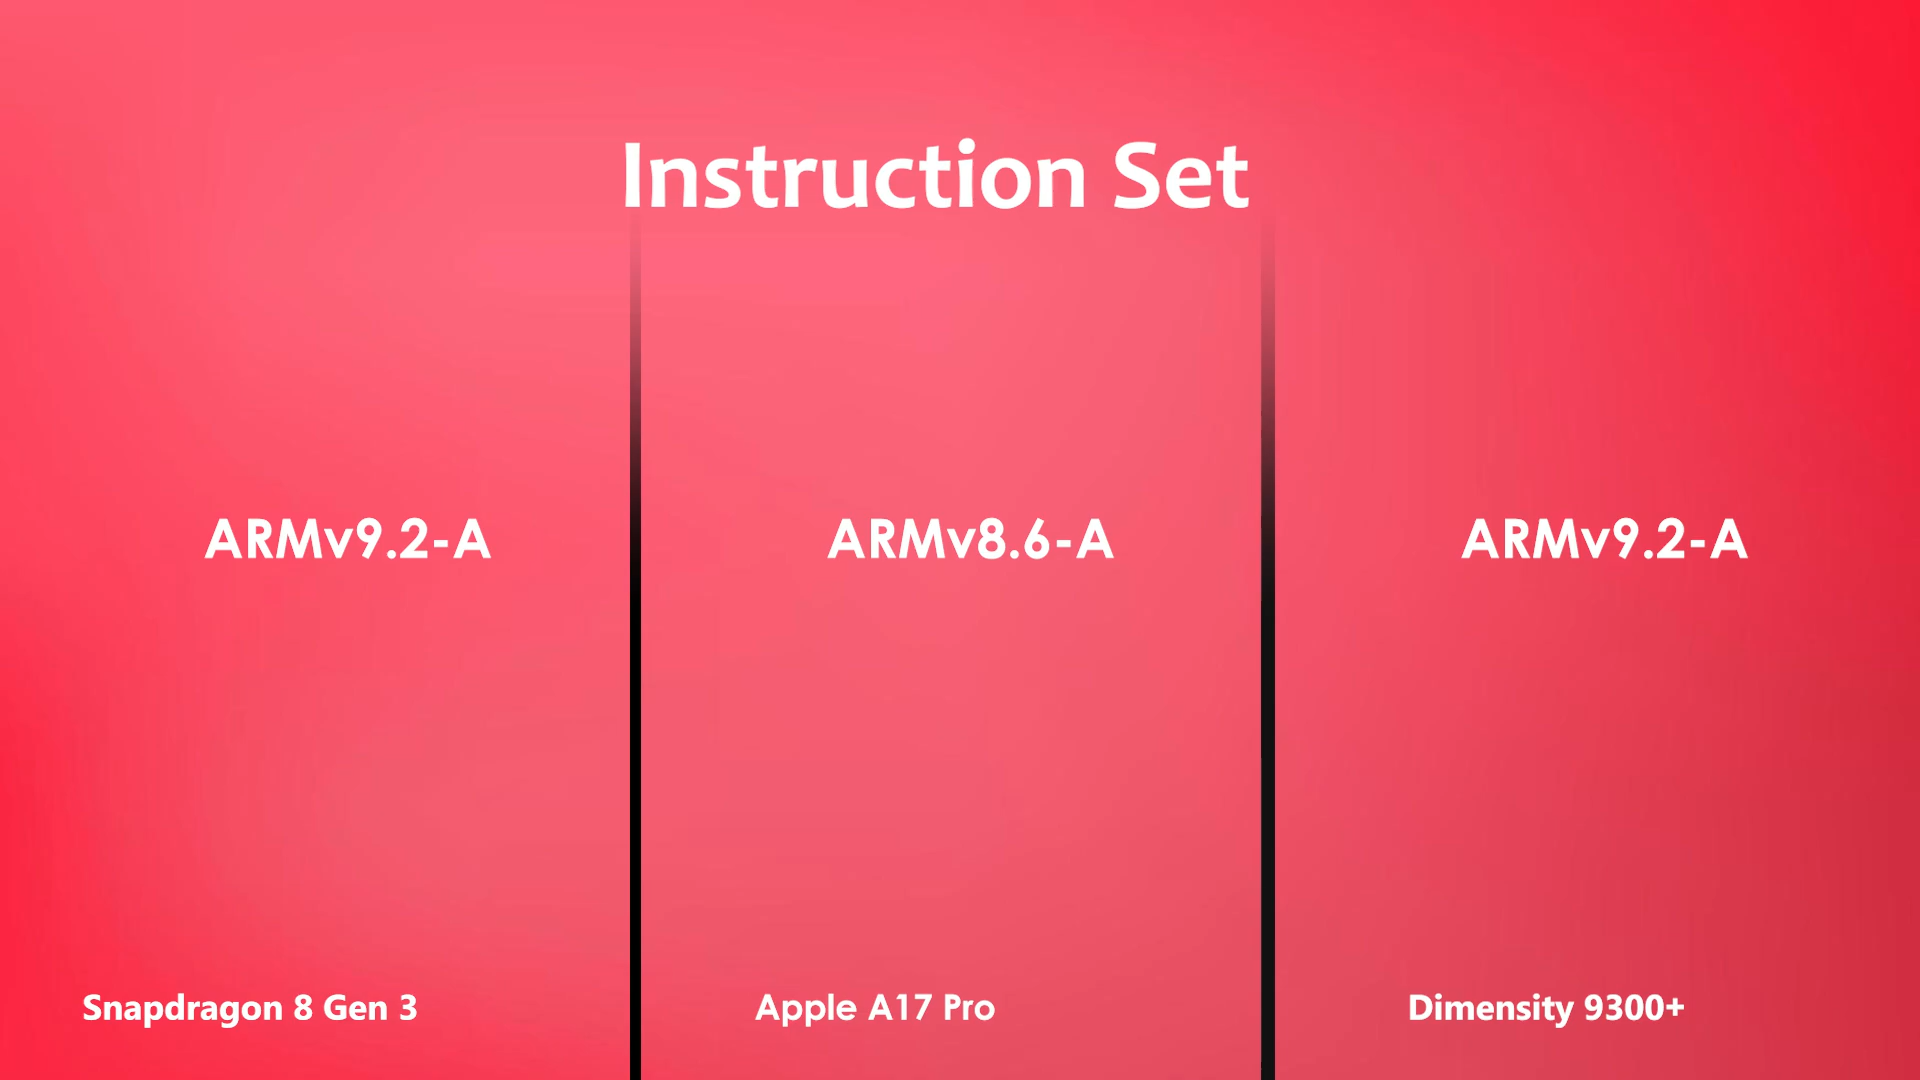 Instruction Set
ARMv9.2-A
ARMv8.6-A
ARMv9.2-A
Snapdragon 8 Gen 3
Apple A17 Pro
Dimensity 9300+